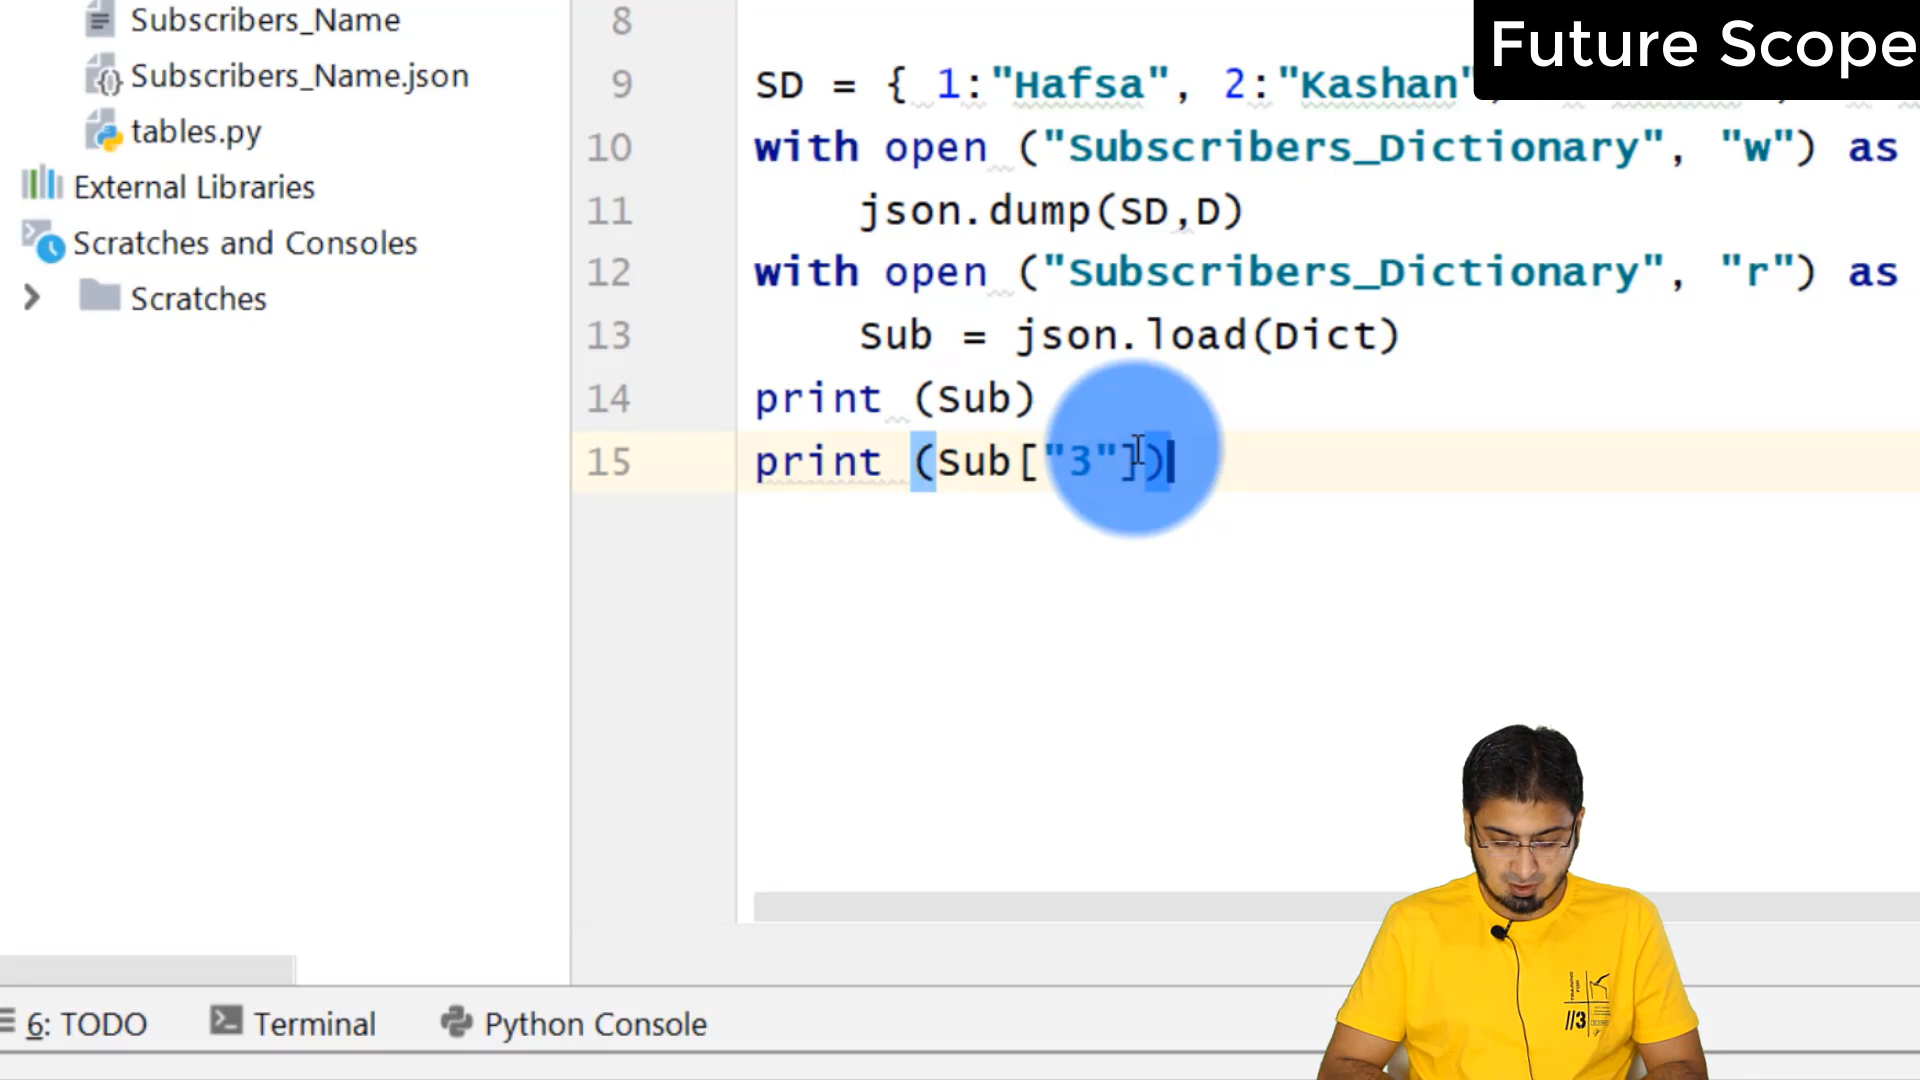 Future Scope
Subscribers_Name
Subscribers_Name.json
tables.py
External Libraries
Scratches and Consoles
Scratches
8
9 SD = { 1:"Hafsa", 2:"Kashan",
10 with open ("Subscribers_Dictionary", "w") as
11 json.dump(SD,D)
12 with open ("Subscribers_Dictionary", "r") as
13 Sub = json.load(Dict)
14 print (Sub)
15 print (Sub["3"])
6: TODO Terminal Python Console
//3